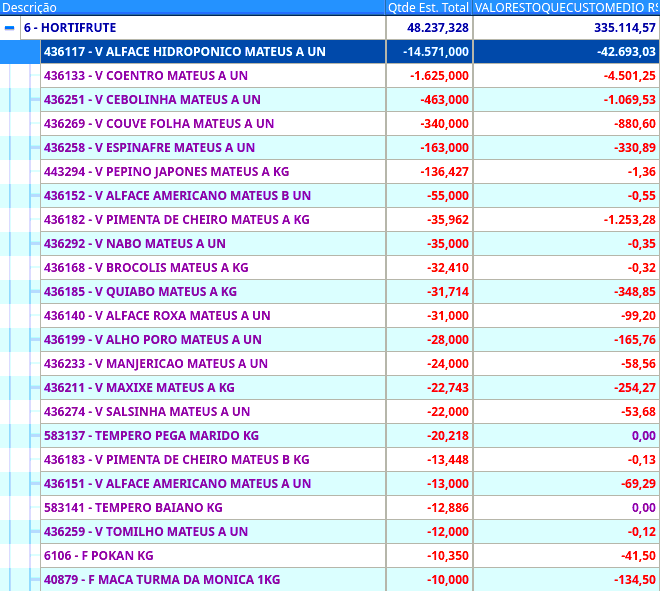 Descrição Qtde Est. Total VALORESTOQUECUSTOMEDIO R$
6 - HORTIFRUTE 48.237,328 335.114,57
436117 - V ALFACE HIDROPONICO MATEUS A UN -14.571,000 -42.693,03
436133 - V COENTRO MATEUS A UN -1.625,000 -4.501,25
436251 - V CEBOLINHA MATEUS A UN -463,000 -1.069,53
436269 - V COUVE FOLHA MATEUS A UN -340,000 -880,60
436258 - V ESPINAFRE MATEUS A UN -163,000 -330,89
443294 - V PEPINO JAPONES MATEUS A KG -136,427 -1,36
436152 - V ALFACE AMERICANO MATEUS B UN -55,000 -0,55
436182 - V PIMENTA DE CHEIRO MATEUS A KG -35,962 -1.253,28
436292 - V NABO MATEUS A UN -35,000 -0,35
436168 - V BROCOLIS MATEUS A KG -32,410 -0,32
436185 - V QUIABO MATEUS A KG -31,714 -348,85
436140 - V ALFACE ROXA MATEUS A UN -31,000 -99,20
436199 - V ALHO PORO MATEUS A UN -28,000 -165,76
436233 - V MANJERICAO MATEUS A UN -24,000 -58,56
436211 - V MAXIXE MATEUS A KG -22,743 -254,27
436274 - V SALSINHA MATEUS A UN -22,000 -53,68
583137 - TEMPERO PEGA MARIDO KG -20,218 0,00
436183 - V PIMENTA DE CHEIRO MATEUS B KG -13,448 -0,13
436151 - V ALFACE AMERICANO MATEUS A UN -13,000 -69,29
583141 - TEMPERO BAIANO KG -12,886 0,00
436259 - V TOMILHO MATEUS A UN -12,000 -0,12
6106 - F POKAN KG -10,350 -41,50
40879 - F MACA TURMA DA MONICA 1KG -10,000 -134,50